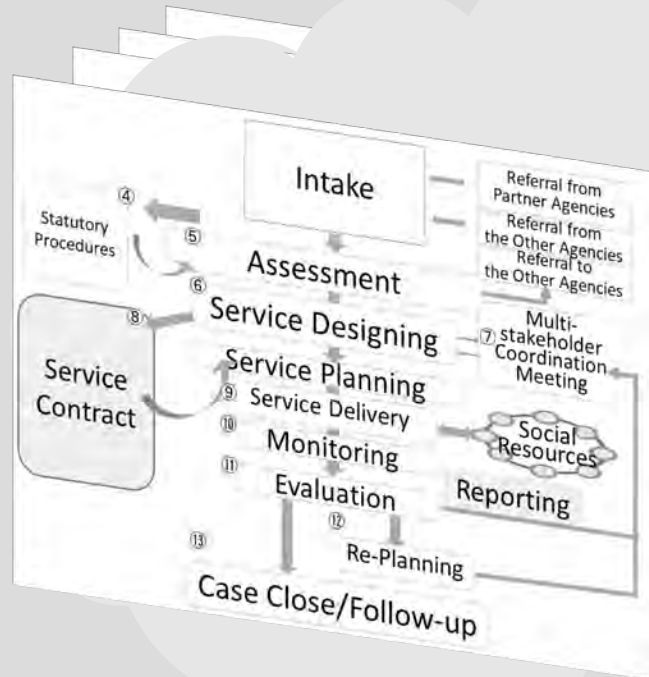 Intake
Referral from
Partner Agencies
Referral from
the Other Agencies
Referral to
the Other Agencies
④
Statutory
Procedures
⑤
Assessment
⑥
Service Designing
⑦
Multi-
stakeholder
Coordination
Meeting
⑧
Service
Contract
Service Planning
⑨
Service Delivery
Social
Resources
⑩
Monitoring
⑪
Evaluation
Reporting
⑫
Re-Planning
⑬
Case Close/Follow-up